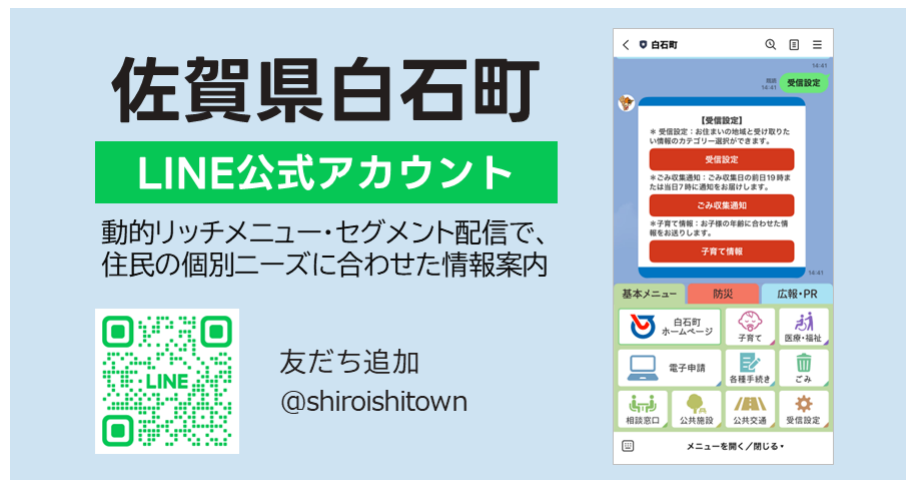 佐賀県白石町
LINE公式アカウント
動的リッチメニュー・セグメント配信で、
住民の個別ニーズに合わせた情報案内
LINE
友だち追加
@shiroishitown
白石町
14:41
既読
14:41
受信設定
【受信設定】
＊ 受信設定：お住まいの地域と受け取りた
い情報のカテゴリー選択ができます。
受信設定
＊ごみ収集通知：ごみ収集日の前日19時ま
たは当日7時に通知をお届けします。
ごみ収集通知
＊子育て情報：お子様の年齢に合わせた情
報をお送りします。
子育て情報
14:41
基本メニュー 防災 広報・PR
白石町
ホームページ
子育て
医療・福祉
電子申請
各種手続き
ごみ
相談窓口
公共施設
公共交通
受信設定
メニューを開く／閉じる▾